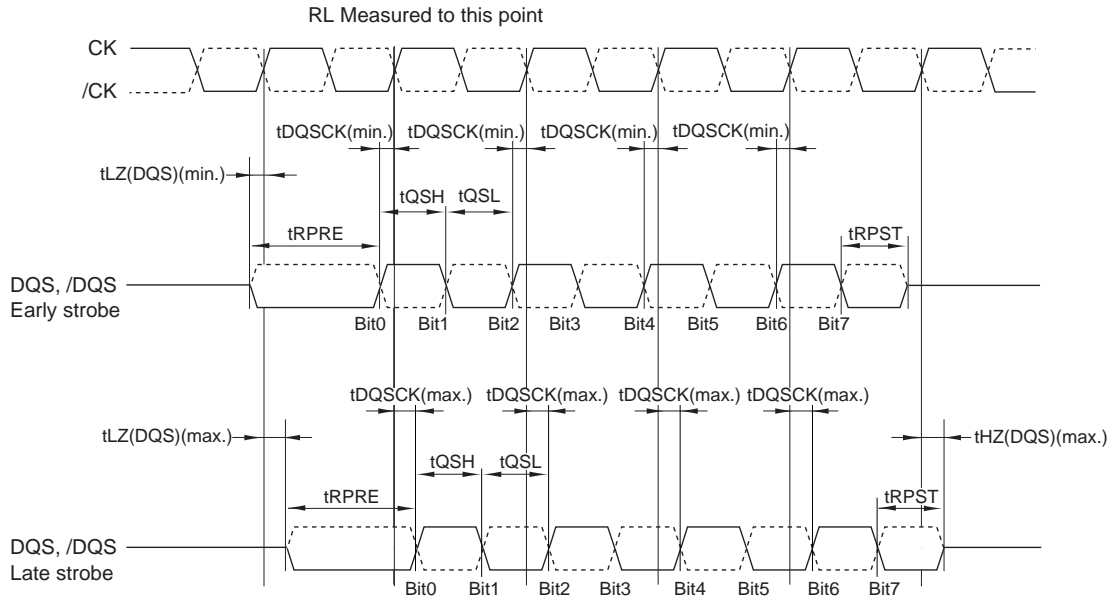 RL Measured to this point
CK
/CK
tDQSCK(min.) tDQSCK(min.) tDQSCK(min.) tDQSCK(min.)
tLZ(DQS)(min.)
tQSH tQSL
tRPRE tRPST
DQS, /DQS
Early strobe
Bit0 Bit1 Bit2 Bit3 Bit4 Bit5 Bit6 Bit7
tDQSCK(max.) tDQSCK(max.) tDQSCK(max.) tDQSCK(max.)
tLZ(DQS)(max.) tHZ(DQS)(max.)
tQSH tQSL
tRPRE tRPST
DQS, /DQS
Late strobe
Bit0 Bit1 Bit2 Bit3 Bit4 Bit5 Bit6 Bit7